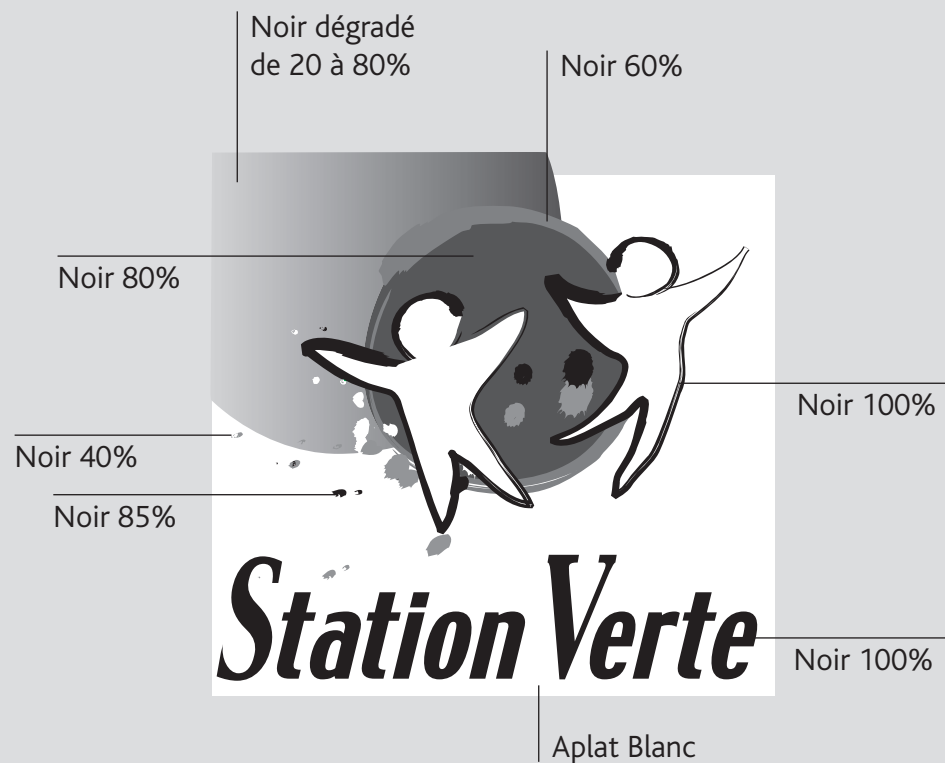 Noir dégradé
de 20 à 80%
Noir 60%
Noir 80%
Noir 100%
Noir 40%
Noir 85%
Station Verte
Noir 100%
Aplat Blanc